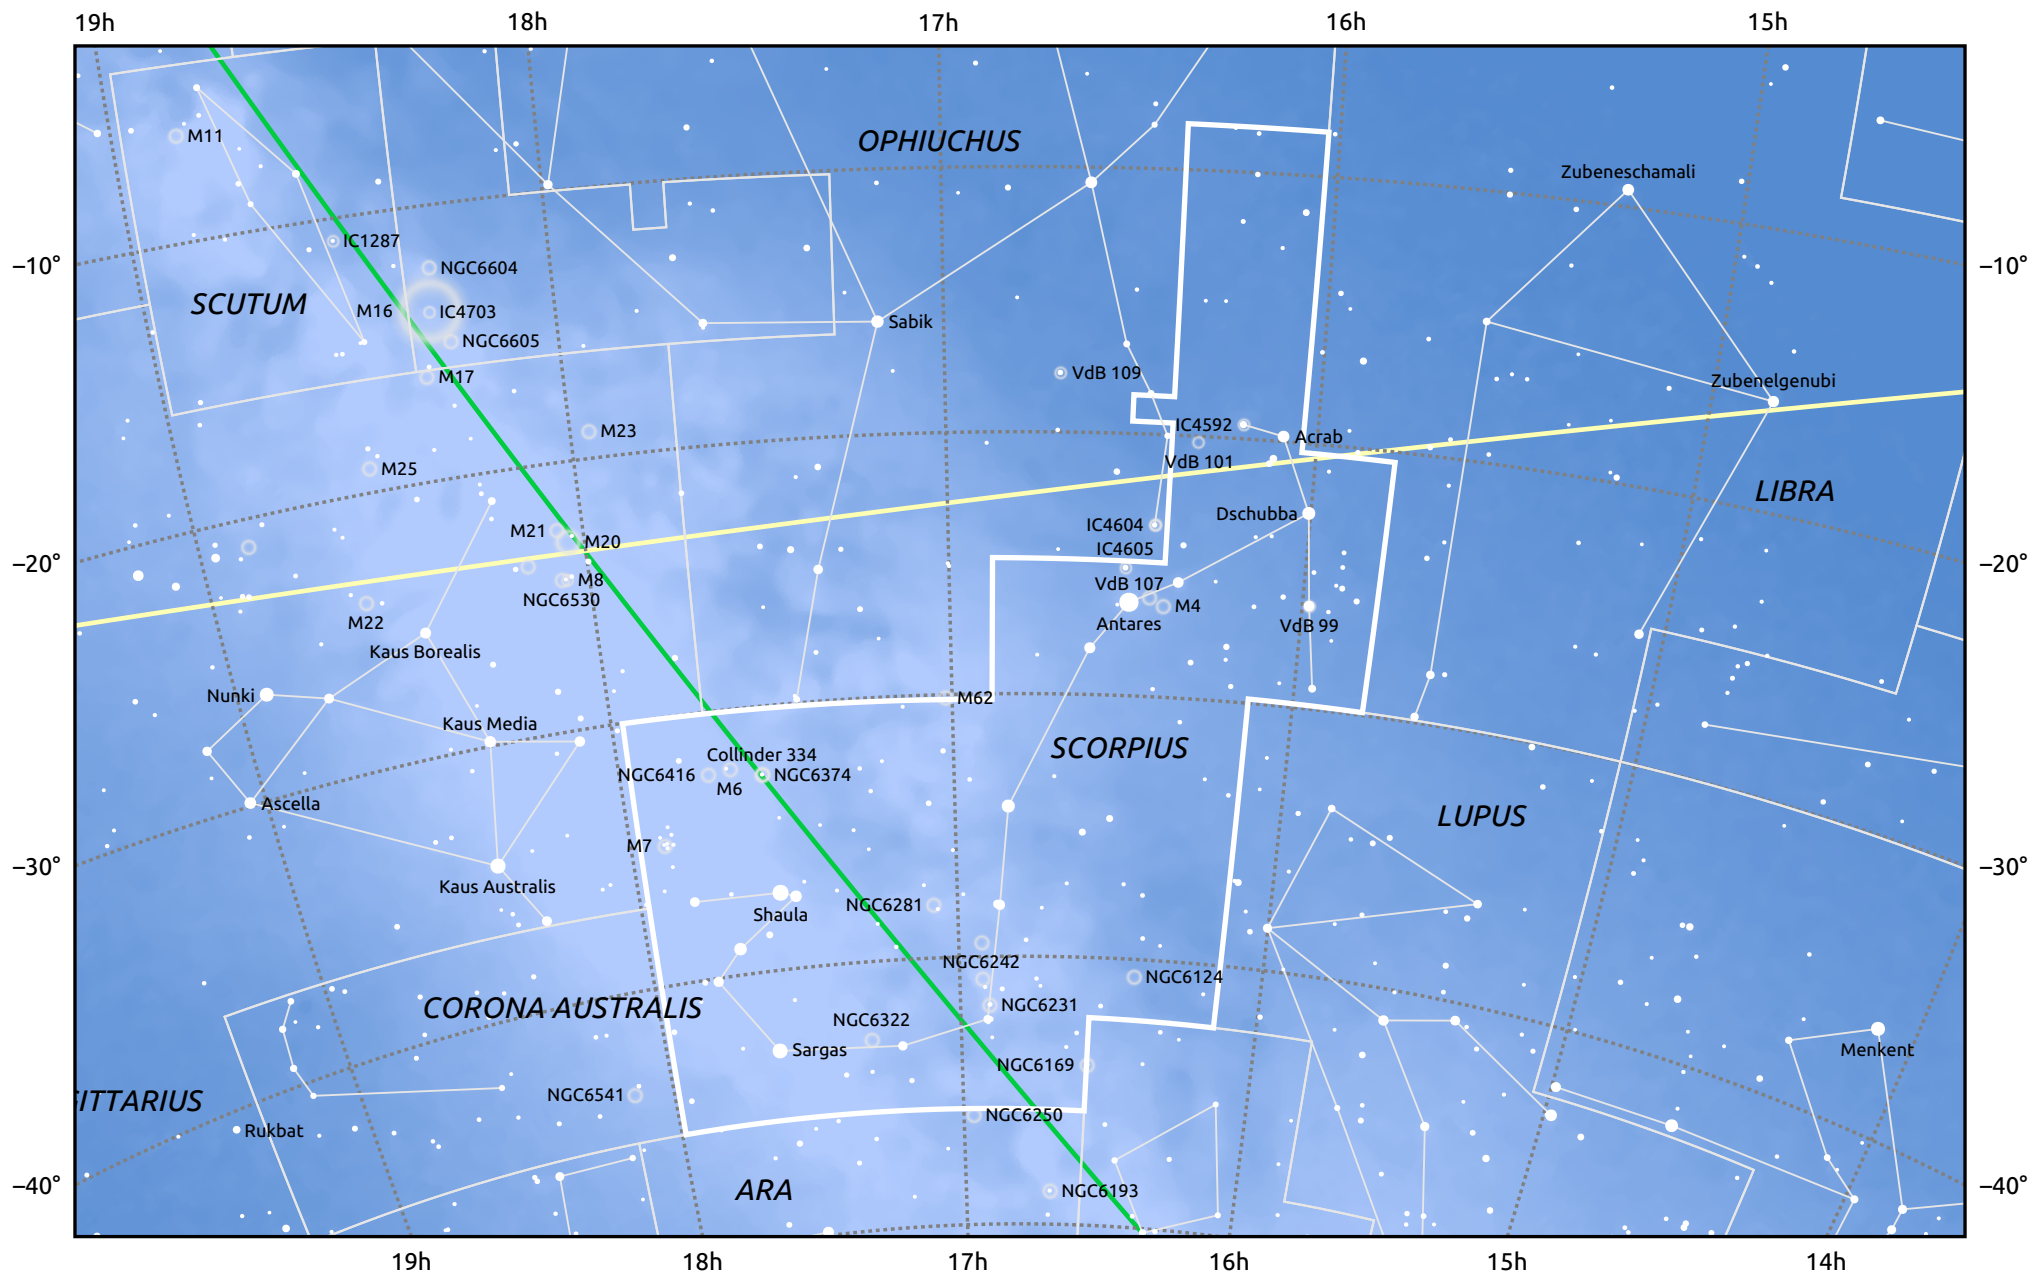 19h 18h 17h 16h 15h
M11
OPHIUCHUS
Zubeneschamali
IC1287
−10° −10°
NGC6604
SCUTUM
M16 IC4703
Sabik
NGC6605
M17
VdB 109
Zubenelgenubi
M23
IC4592
Acrab
M25
VdB 101
LIBRA
Dschubba
IC4604
M21
M20
IC4605
−20° −20°
M8
VdB 107
NGC6530
M4
M22
Antares
VdB 99
Kaus Borealis
Nunki
M62
Kaus Media
SCORPIUS
Collinder 334
NGC6416
NGC6374
M6
Ascella
LUPUS
M7
−30° −30°
Kaus Australis
NGC6281
Shaula
NGC6242
NGC6124
NGC6231
CORONA AUSTRALIS
NGC6322
Sargas
Menkent
NGC6169
NGC6541
ITTARIUS
NGC6250
Rukbat
−40° −40°
ARA
NGC6193
19h 18h 17h 16h 15h 14h